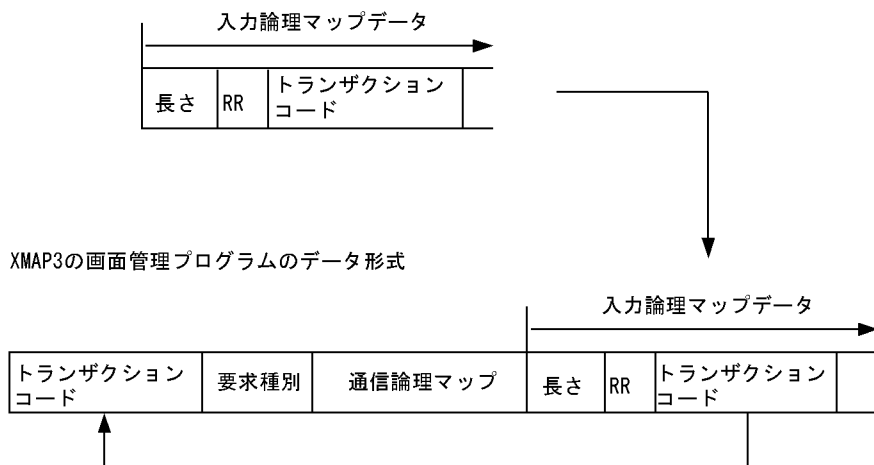 入力論理マップデータ
長さ
RR
トランザクション
コード
XMAP3の画面管理プログラムのデータ形式
入力論理マップデータ
トランザクション
コード
要求種別
通信論理マップ
長さ
RR
トランザクション
コード